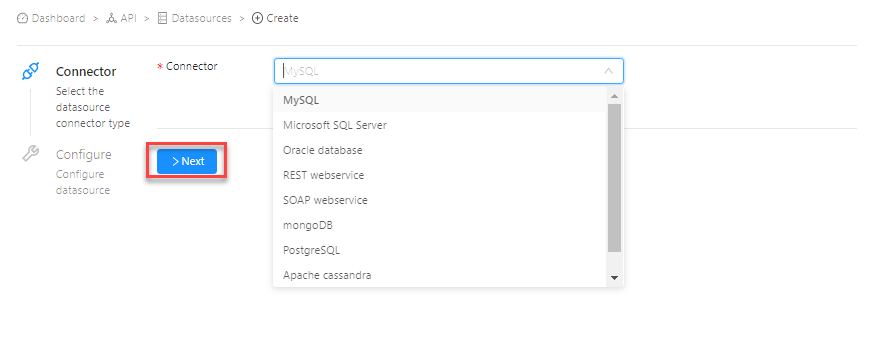 Dashboard > API > Datasources > Create
Connector
Select the
datasource
connector type
* Connector
MySQL
MySQL
Microsoft SQL Server
Oracle database
REST webservice
SOAP webservice
mongoDB
PostgreSQL
Apache cassandra
Configure
Configure
datasource
> Next